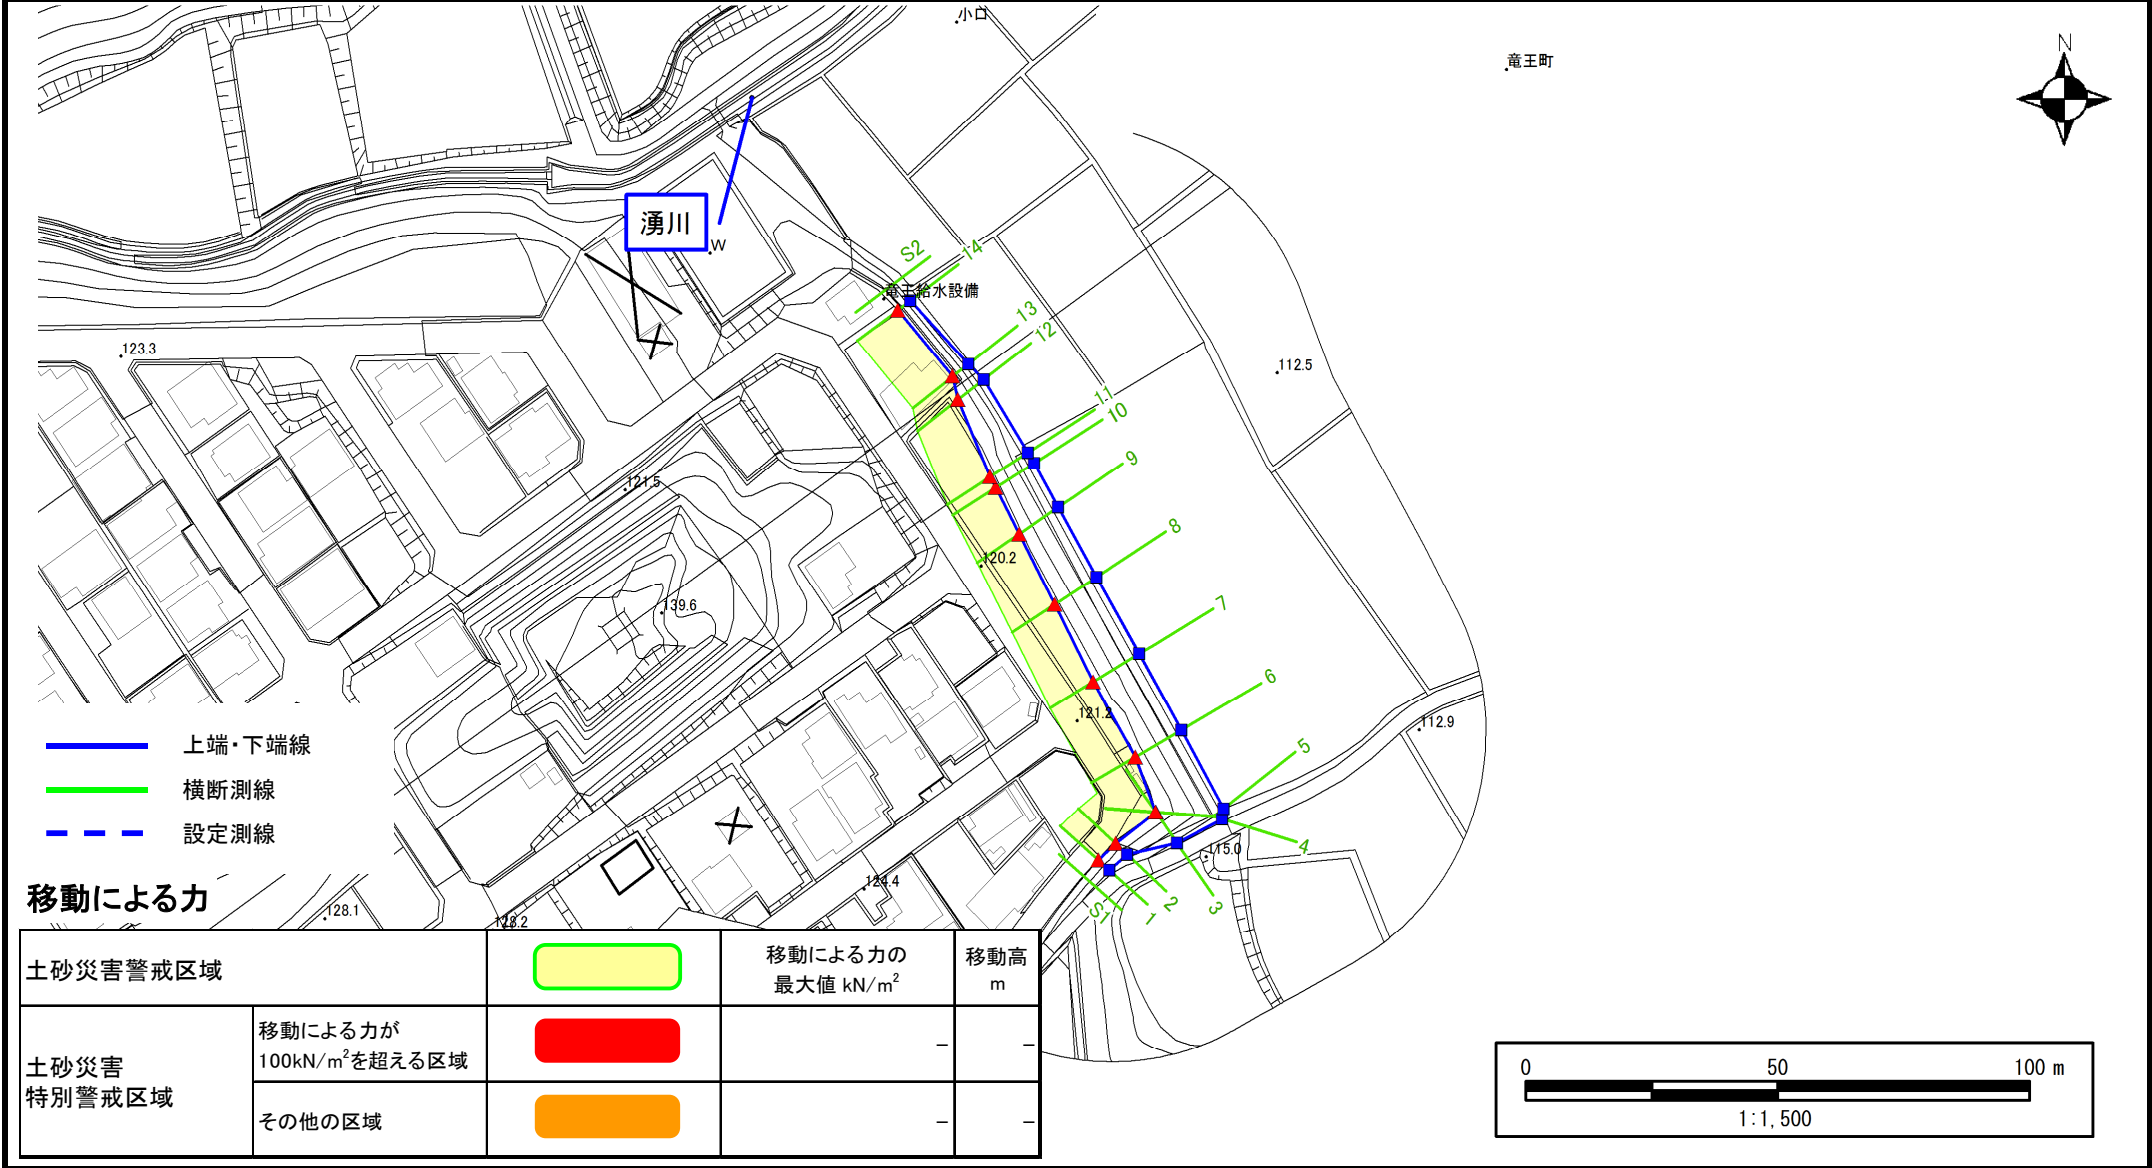 小口
竜王町
N
湧川
W
S2
14
竜王給水設備
13
12
123.3
112.5
11
10
9
121.5
8
120.2
139.6
7
6
121.2
112.9
5
上端・下端線
横断測線
設定測線
4
115.0
124.4
移動による力
128.1
128.2
S1
1
2
3
土砂災害警戒区域
移動による力の
最大値 kN/m²
移動高
m
土砂災害
特別警戒区域
移動による力が
100kN/m²を超える区域
−
−
その他の区域
−
−
0
50
100 m
1:1,500